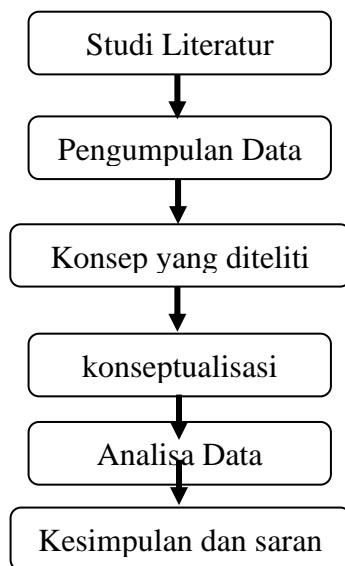 Studi Literatur
Pengumpulan Data
Konsep yang diteliti
konseptualisasi
Analisa Data
Kesimpulan dan saran